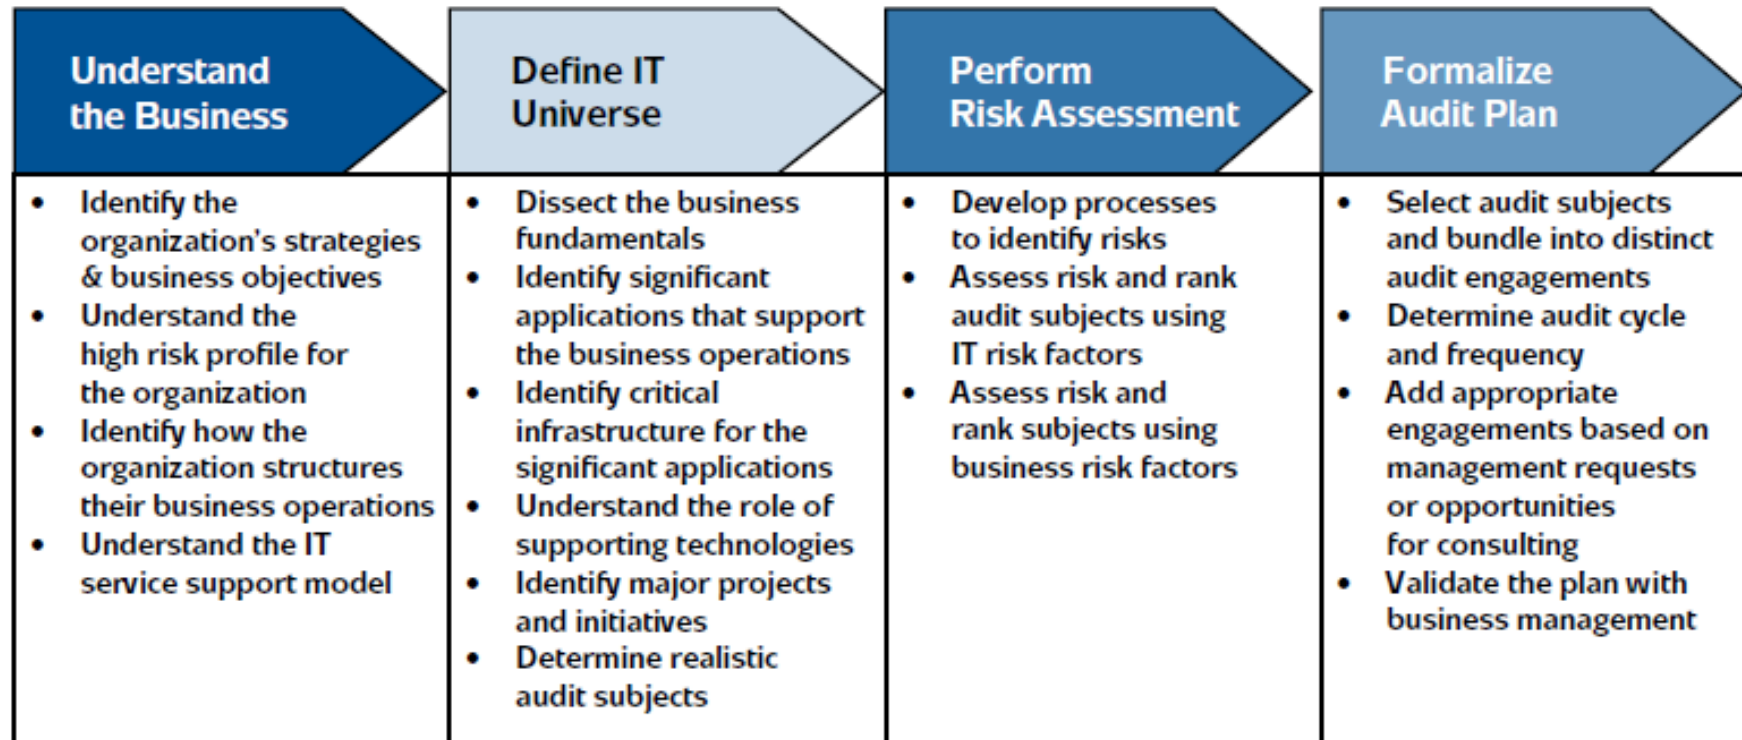 Understand
the Business
Define IT
Universe
Perform
Risk Assessment
Formalize
Audit Plan
• Identify the
organization's strategies
& business objectives
• Understand the
high risk profile for
the organization
• Identify how the
organization structures
their business operations
• Understand the IT
service support model
• Dissect the business
fundamentals
• Identify significant
applications that support
the business operations
• Identify critical
infrastructure for the
significant applications
• Understand the role of
supporting technologies
• Identify major projects
and initiatives
• Determine realistic
audit subjects
• Develop processes
to identify risks
• Assess risk and rank
audit subjects using
IT risk factors
• Assess risk and
rank subjects using
business risk factors
• Select audit subjects
and bundle into distinct
audit engagements
• Determine audit cycle
and frequency
• Add appropriate
engagements based on
management requests
or opportunities
for consulting
• Validate the plan with
business management